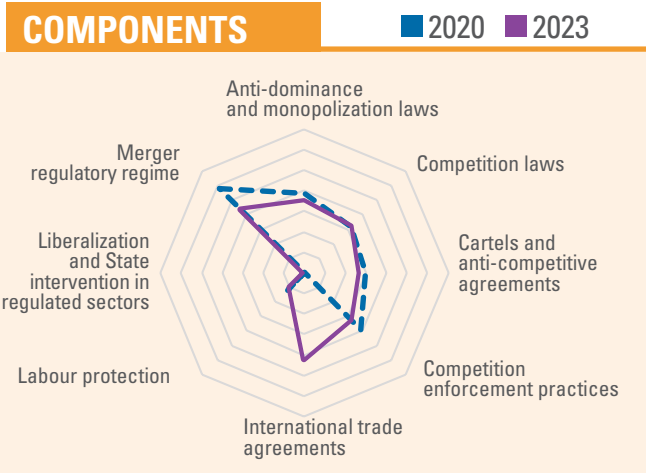 COMPONENTS
2020 2023
Anti-dominance
and monopolization laws
Competition laws
Cartels and
anti-competitive
agreements
Competition
enforcement practices
International trade
agreements
Labour protection
Liberalization
and State
intervention in
regulated sectors
Merger
regulatory regime